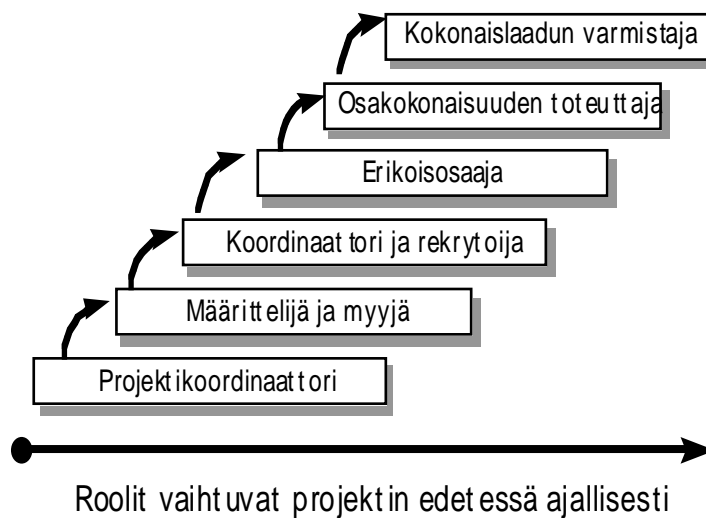 Kokonaislaadun varmistaja
Osakokonaisuuden toteuttaja
Erikoisosaaja
Koordinaattori ja rekrytoija
Määrittelijä ja myyjä
Projektikoordinaattori
Roolit vaihtuvat projektin edetessä ajallisesti